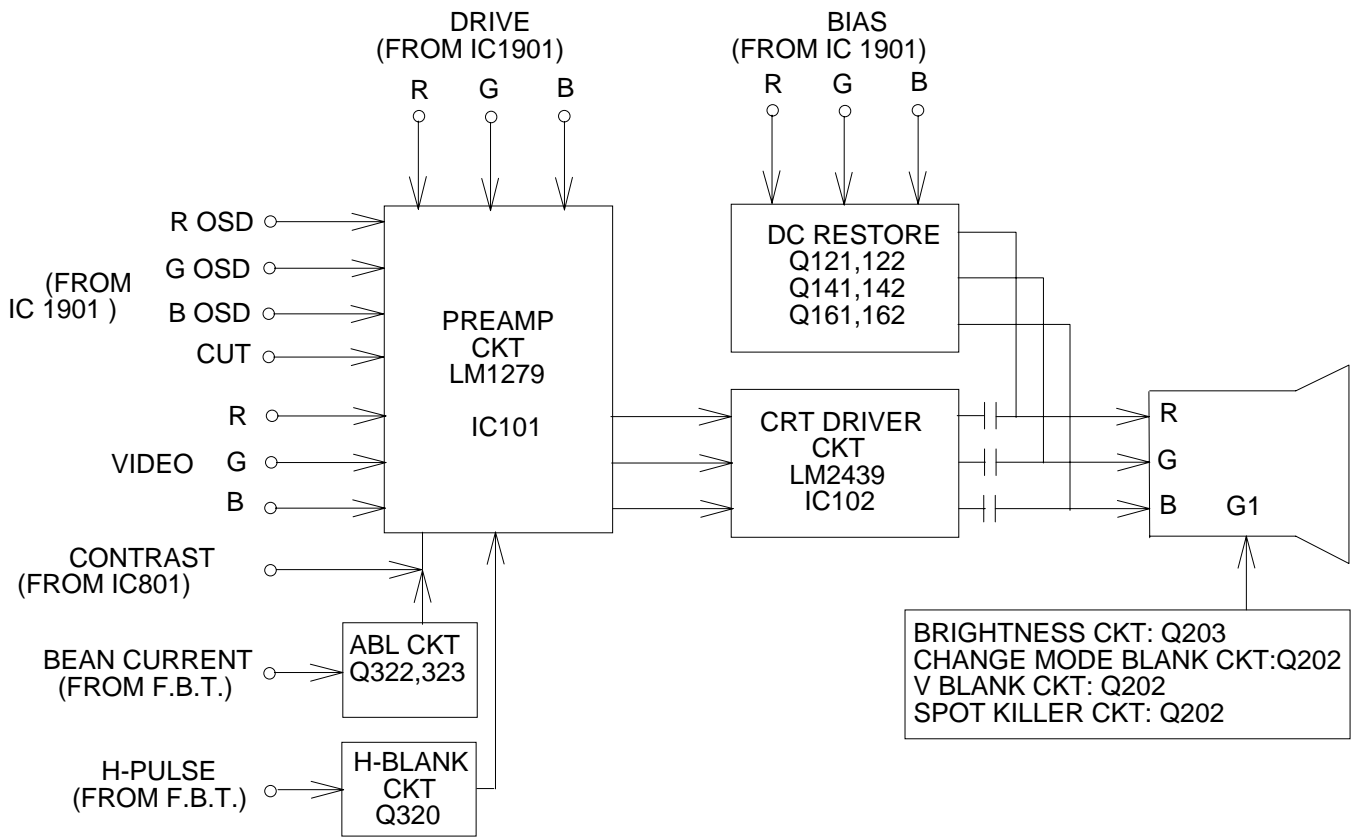 DRIVE
(FROM IC1901)
R G B
BIAS
(FROM IC 1901)
R G B
R OSD
G OSD
B OSD
CUT
(FROM
IC 1901 )
R
VIDEO G
B
CONTRAST
(FROM IC801)
BEAN CURRENT
(FROM F.B.T.)
H-PULSE
(FROM F.B.T.)
PREAMP
CKT
LM1279
IC101
ABL CKT
Q322,323
H-BLANK
CKT
Q320
DC RESTORE
Q121,122
Q141,142
Q161,162
CRT DRIVER
CKT
LM2439
IC102
R
G
B G1
BRIGHTNESS CKT: Q203
CHANGE MODE BLANK CKT:Q202
V BLANK CKT: Q202
SPOT KILLER CKT: Q202